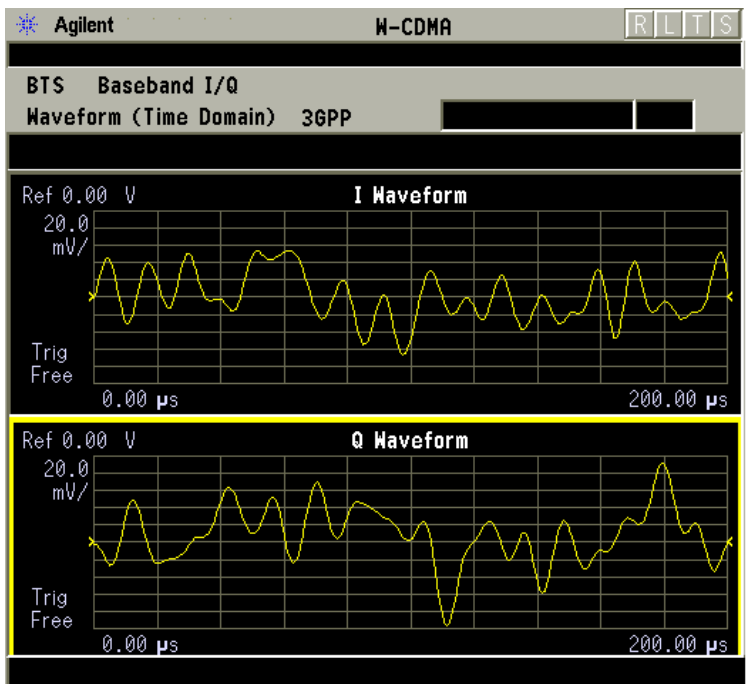 Agilent W-CDMA R L T S
BTS Baseband I/Q
Waveform (Time Domain) 3GPP
Ref 0.00 V I Waveform
20.0
mV/
Trig
Free
0.00 µs 200.00 µs
Ref 0.00 V Q Waveform
20.0
mV/
Trig
Free
0.00 µs 200.00 µs